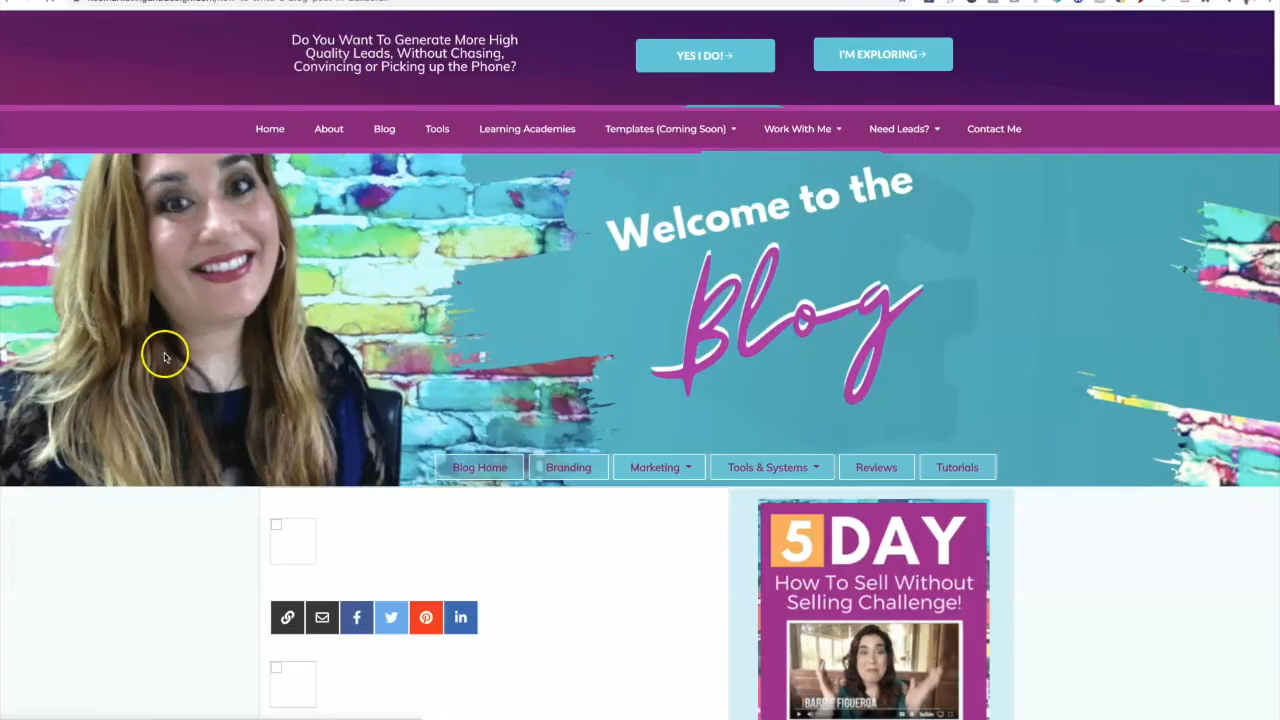 Do You Want To Generate More High
Quality Leads, Without Chasing,
Convincing or Picking up the Phone?
YES I DO!
I'M EXPLORING
Home About Blog Tools Learning Academies Templates (Coming Soon) Work With Me Need Leads? Contact Me
Welcome to the
Blog
Blog Home Branding Marketing Tools & Systems Reviews Tutorials
5 DAY
How To Sell Without
Selling Challenge!
FIGUEROA
YouTube